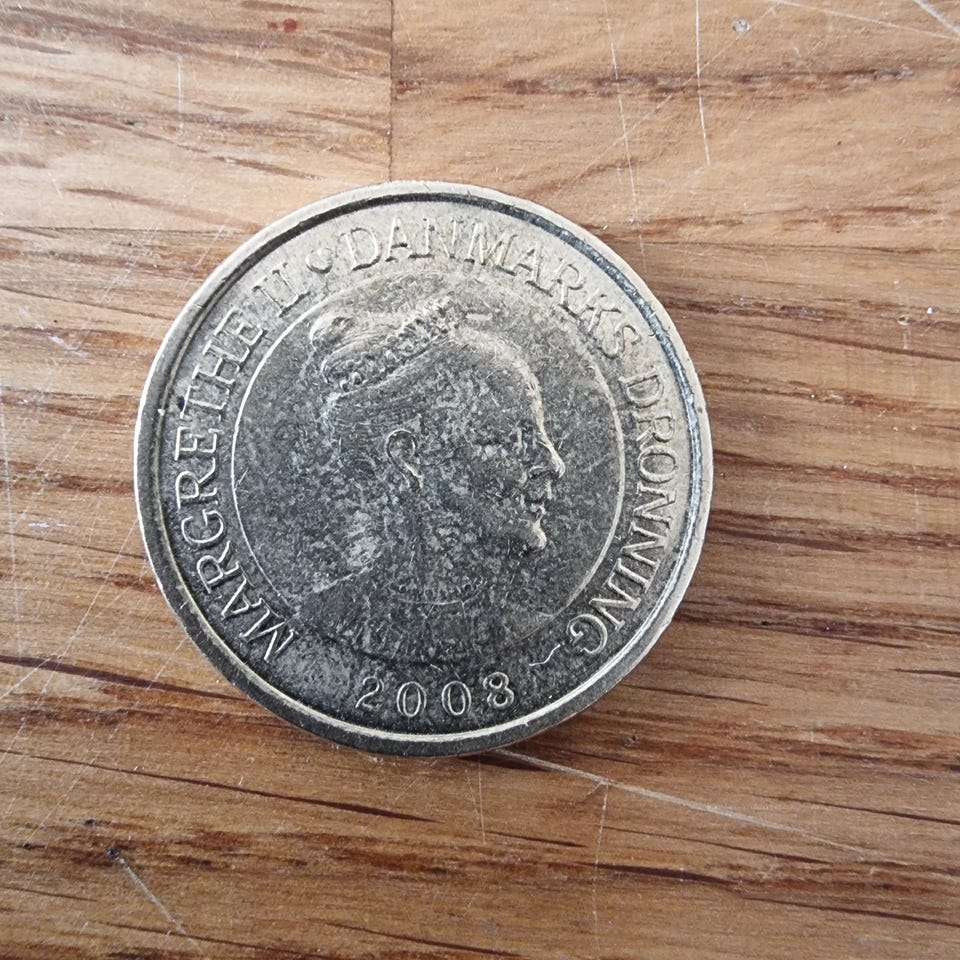 MARGRETHE II ♡ DANMARKS DRONNING
2008